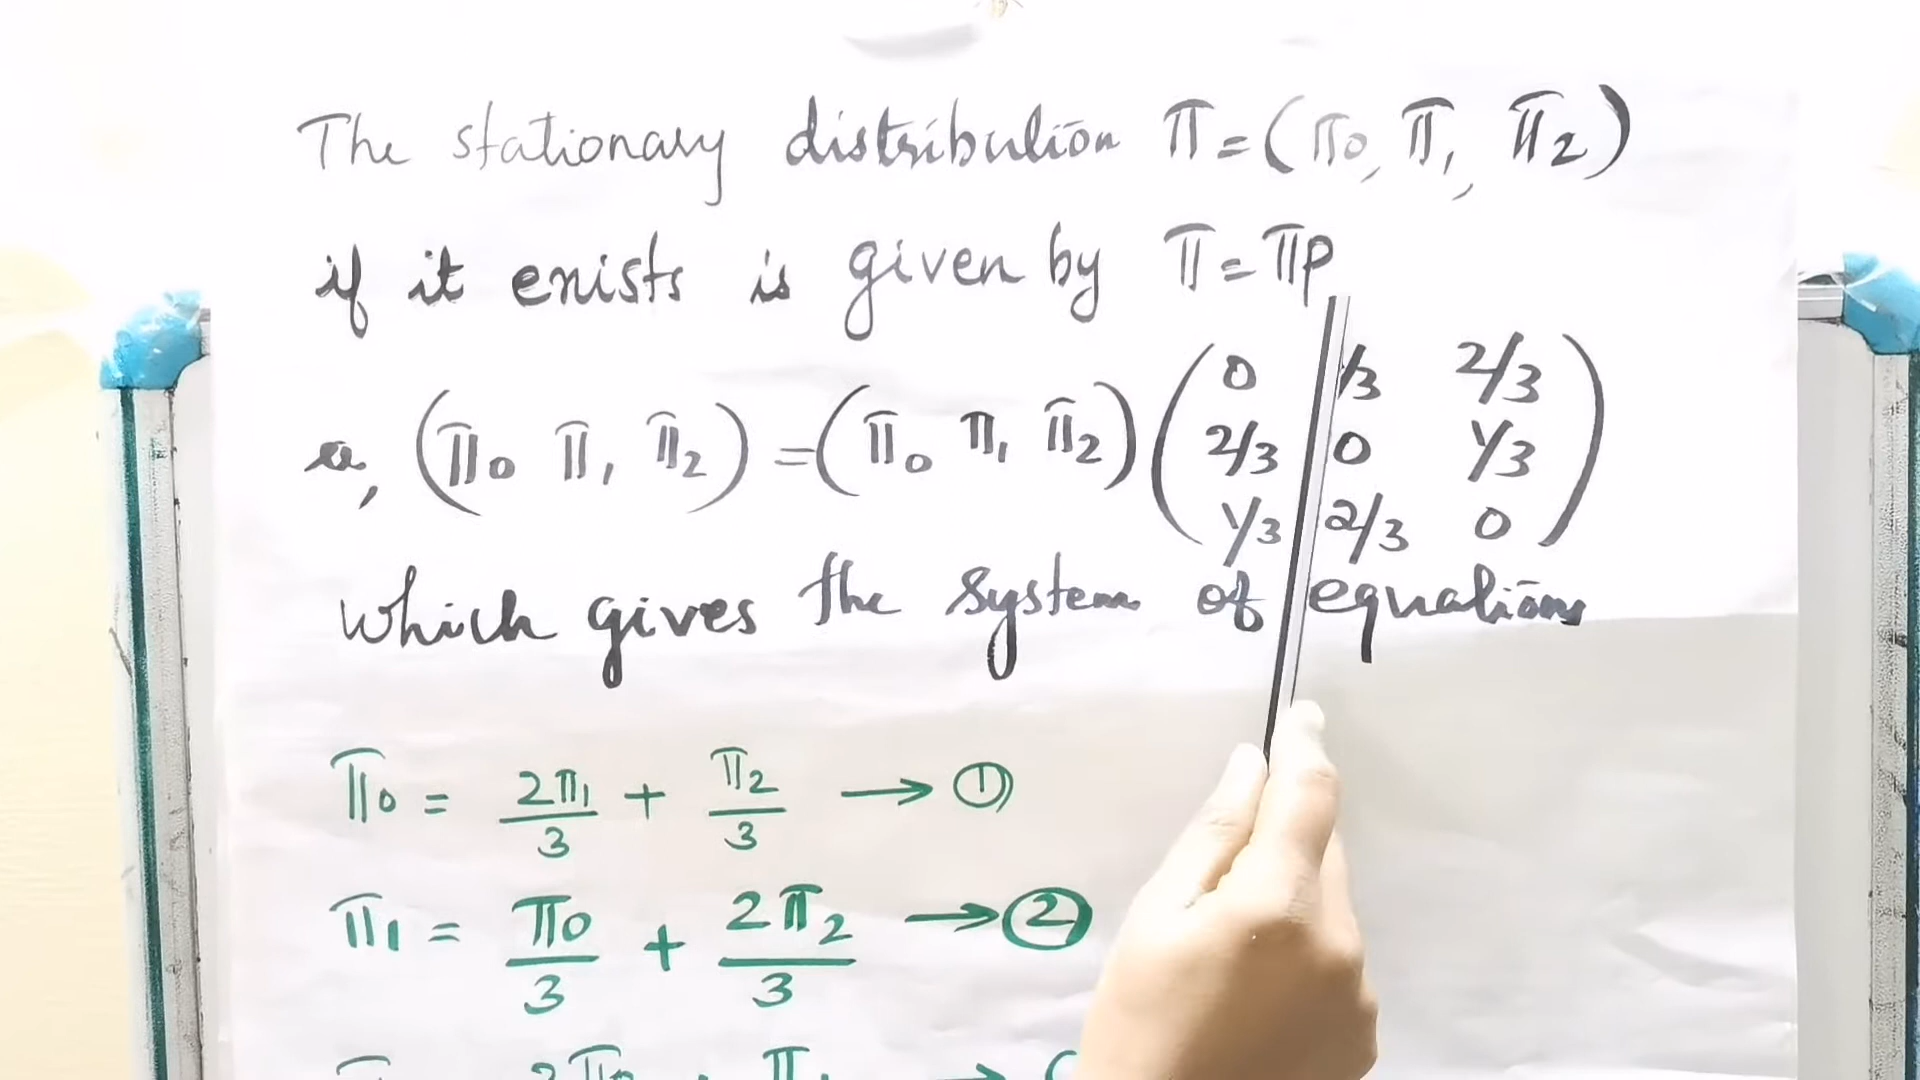 The stationary distribution π = (π0, π1, π2)
if it exists is given by π = πP
(π0 π1 π2) = (π0 π1 π2) (0 1/3 2/3
2/3 0 1/3
1/3 2/3 0)
which gives the system of equations
π0 = 2π1/3 + π2/3 → ①
π1 = π0/3 + 2π2/3 → ②